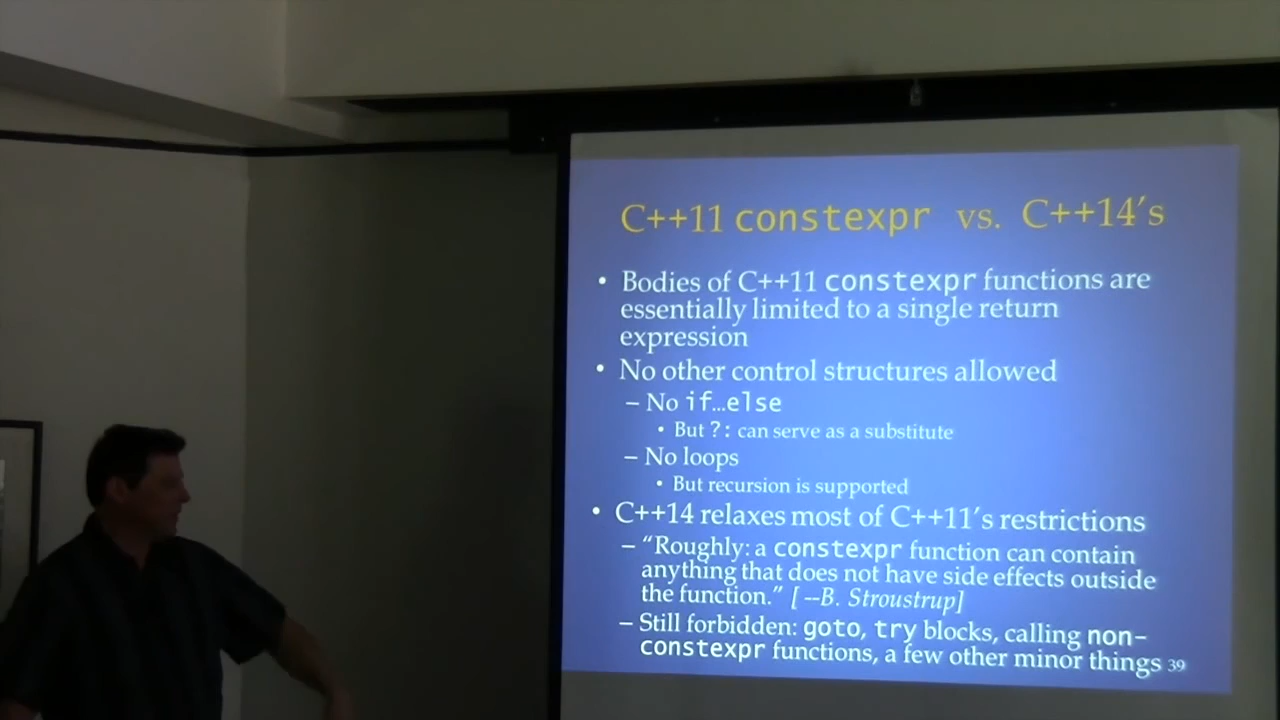 C++11 constexpr vs. C++14's
• Bodies of C++11 constexpr functions are
essentially limited to a single return
expression
• No other control structures allowed
– No if…else
• But ?: can serve as a substitute
– No loops
• But recursion is supported
• C++14 relaxes most of C++11's restrictions
– “Roughly: a constexpr function can contain
anything that does not have side effects outside
the function.” [ --B. Stroustrup]
– Still forbidden: goto, try blocks, calling non-
constexpr functions, a few other minor things 39